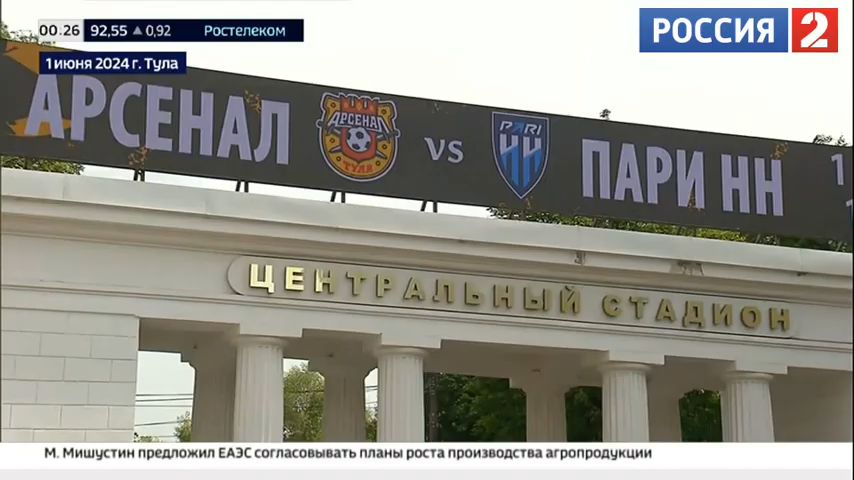 00.26 92,55 ▲ 0,92 Ростелеком
РОССИЯ 2
1 июня 2024 г. Тула
АРСЕНАЛ АРСЕНАЛ ТУЛА VS PARI НН ПАРИ НН
ЦЕНТРАЛЬНЫЙ СТАДИОН
М. Мишустин предложил ЕАЭС согласовывать планы роста производства агропродукции